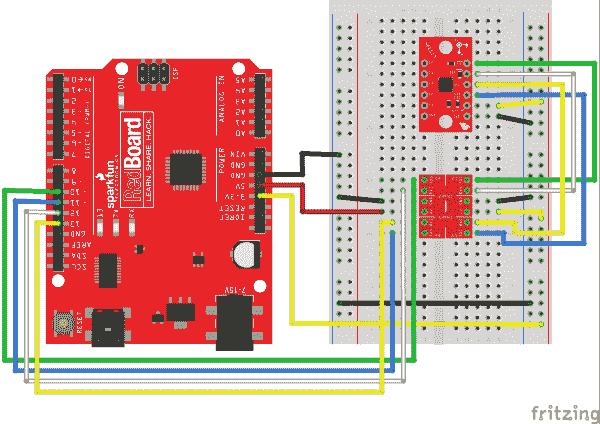 ISP
ON
RedBoard
LEARN. SHARE. HACK.
sparkfun
ELECTRONICS
DIGITAL (PWM~)
0
1
2
3
4
5
6
7
8
9
10
11
12
13
GND
AREF
SDA
SCL
ANALOG IN
A5
A4
A3
A2
A1
A0
POWER
VIN
GND
GND
5V
3.3V
RESET
IOREF
13
TX
RX
RESET
7-15V
fritzing